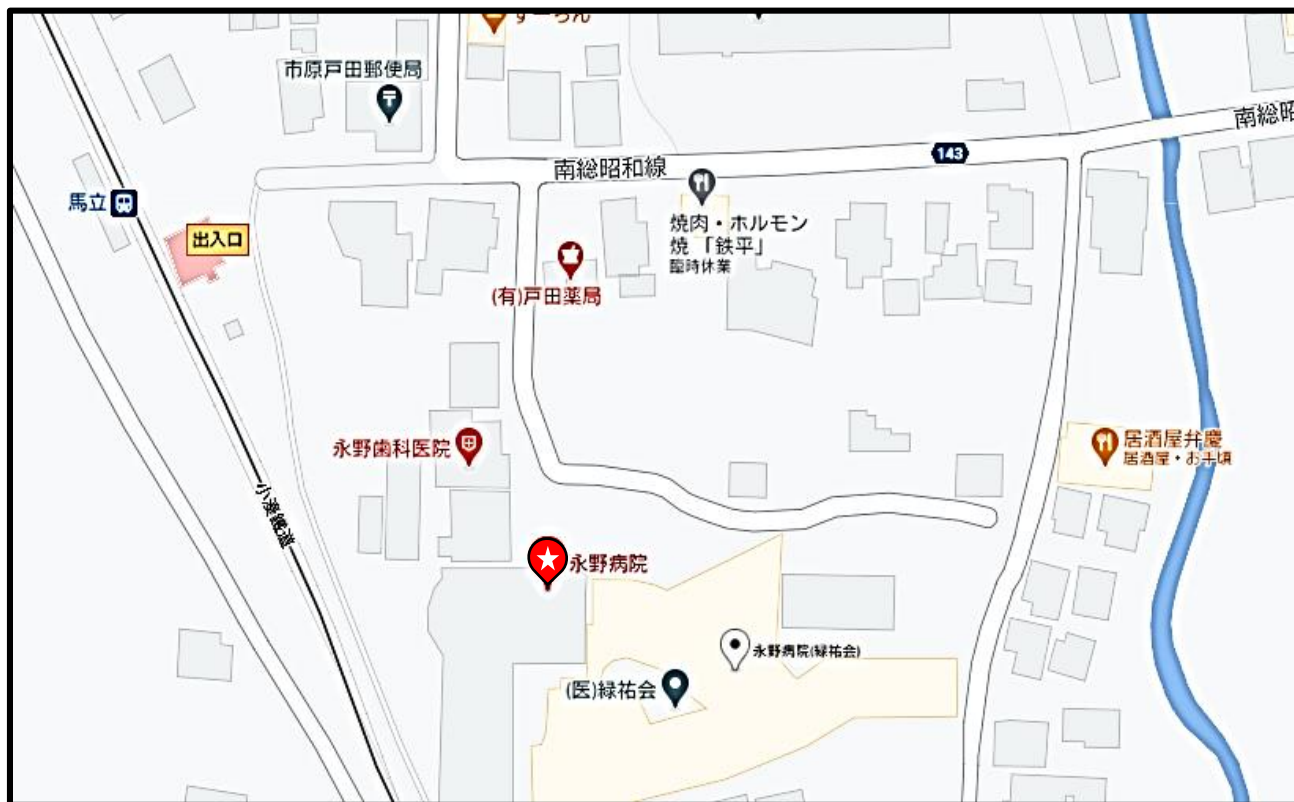 すーらん
市原戸田郵便局
南総昭
143
南総昭和線
馬立
出入口
焼肉・ホルモン
焼 「鉄平」
臨時休業
(有)戸田薬局
永野歯科医院
居酒屋弁慶
居酒屋・お手頃
小湊鐵道
永野病院
永野病院(緑祐会)
(医)緑祐会